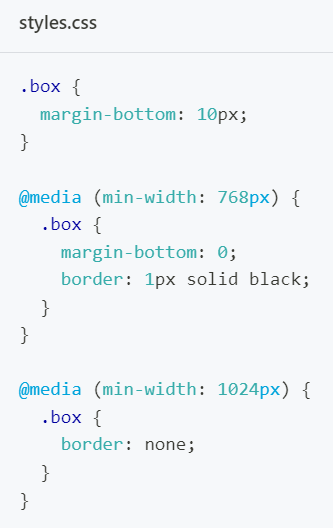 styles.css
.box {
  margin-bottom: 10px;
}
@media (min-width: 768px) {
  .box {
    margin-bottom: 0;
    border: 1px solid black;
  }
}
@media (min-width: 1024px) {
  .box {
    border: none;
  }
}